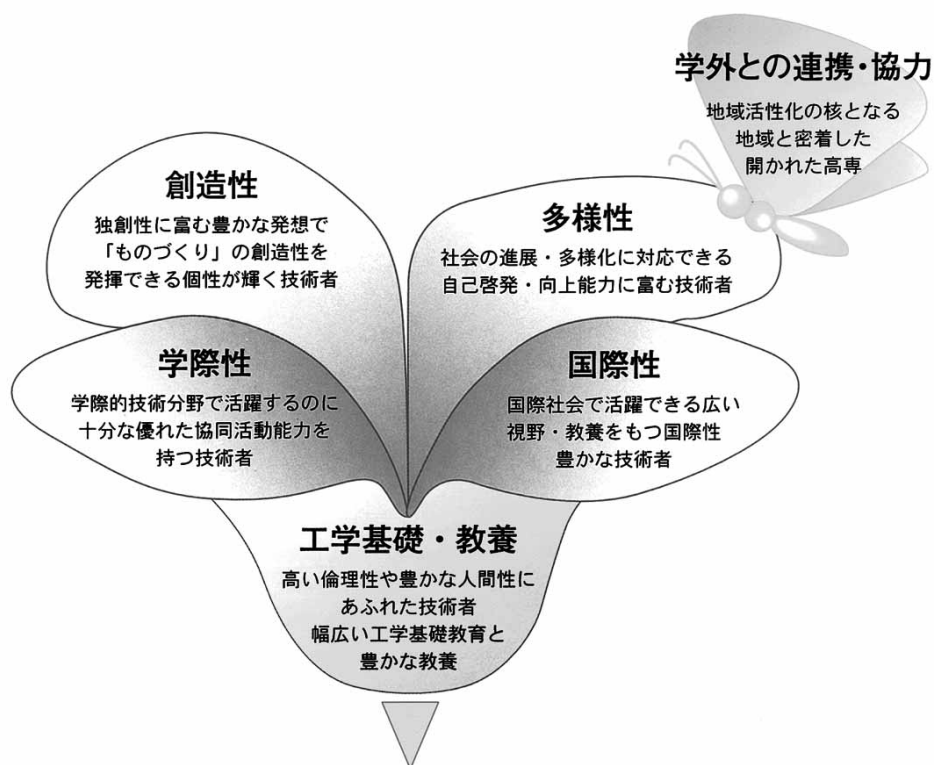 学外との連携・協力
地域活性化の核となる
地域と密着した
開かれた高専
創造性
独創性に富む豊かな発想で
「ものづくり」の創造性を
発揮できる個性が輝く技術者
多様性
社会の進展・多様化に対応できる
自己啓発・向上能力に富む技術者
学際性
学際的技術分野で活躍するのに
十分な優れた協同活動能力を
持つ技術者
国際性
国際社会で活躍できる広い
視野・教養をもつ国際性
豊かな技術者
工学基礎・教養
高い倫理性や豊かな人間性に
あふれた技術者
幅広い工学基礎教育と
豊かな教養